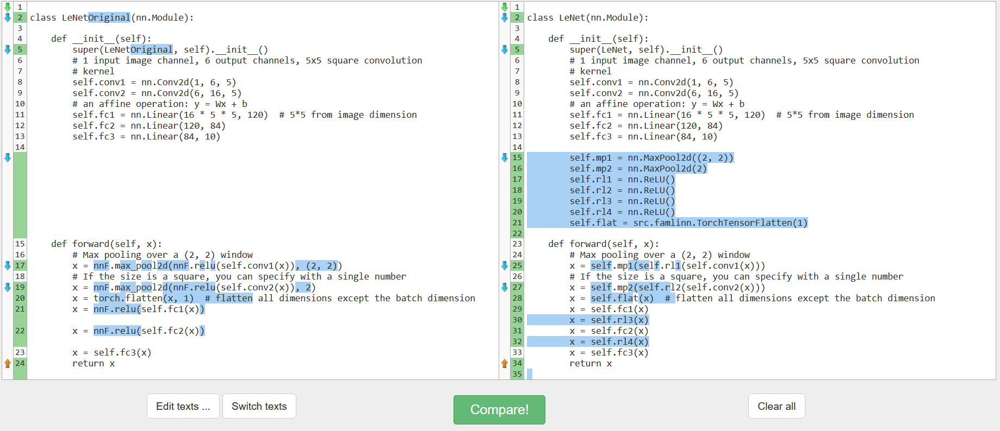 1
2 class LeNetOriginal(nn.Module):
3
4     def __init__(self):
5         super(LeNetOriginal, self).__init__()
6         # 1 input image channel, 6 output channels, 5x5 square convolution
7         # kernel
8         self.conv1 = nn.Conv2d(1, 6, 5)
9         self.conv2 = nn.Conv2d(6, 16, 5)
10         # an affine operation: y = Wx + b
11         self.fc1 = nn.Linear(16 * 5 * 5, 120)  # 5*5 from image dimension
12         self.fc2 = nn.Linear(120, 84)
13         self.fc3 = nn.Linear(84, 10)
14
15     def forward(self, x):
16         # Max pooling over a (2, 2) window
17         x = nnF.max_pool2d(nnF.relu(self.conv1(x)), (2, 2))
18         # If the size is a square, you can specify with a single number
19         x = nnF.max_pool2d(nnF.relu(self.conv2(x)), 2)
20         x = torch.flatten(x, 1)  # flatten all dimensions except the batch dimension
21         x = nnF.relu(self.fc1(x))
22         x = nnF.relu(self.fc2(x))
23         x = self.fc3(x)
24         return x
1
2 class LeNet(nn.Module):
3
4     def __init__(self):
5         super(LeNet, self).__init__()
6         # 1 input image channel, 6 output channels, 5x5 square convolution
7         # kernel
8         self.conv1 = nn.Conv2d(1, 6, 5)
9         self.conv2 = nn.Conv2d(6, 16, 5)
10         # an affine operation: y = Wx + b
11         self.fc1 = nn.Linear(16 * 5 * 5, 120)  # 5*5 from image dimension
12         self.fc2 = nn.Linear(120, 84)
13         self.fc3 = nn.Linear(84, 10)
14
15         self.mp1 = nn.MaxPool2d((2, 2))
16         self.mp2 = nn.MaxPool2d(2)
17         self.rl1 = nn.ReLU()
18         self.rl2 = nn.ReLU()
19         self.rl3 = nn.ReLU()
20         self.rl4 = nn.ReLU()
21         self.flat = src.famlinn.TorchTensorFlatten(1)
22
23     def forward(self, x):
24         # Max pooling over a (2, 2) window
25         x = self.mp1(self.rl1(self.conv1(x)))
26         # If the size is a square, you can specify with a single number
27         x = self.mp2(self.rl2(self.conv2(x)))
28         x = self.flat(x)  # flatten all dimensions except the batch dimension
29         x = self.fc1(x)
30         x = self.rl3(x)
31         x = self.fc2(x)
32         x = self.rl4(x)
33         x = self.fc3(x)
34         return x
35
Edit texts ...
Switch texts
Compare!
Clear all